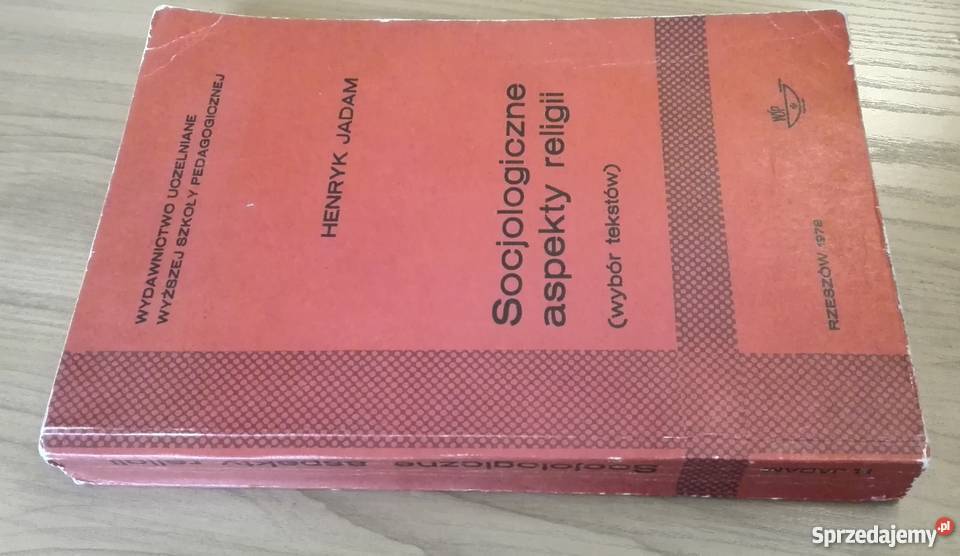 WYDAWNICTWO UCZELNIANE
WYŻSZEJ SZKOŁY PEDAGOGICZNEJ
HENRYK JADAM
Socjologiczne
aspekty religii
(wybór tekstów)
WSP
RZESZÓW 1978
H. JADAM
Socjologiczne aspekty religii
Sprzedajemy.pl